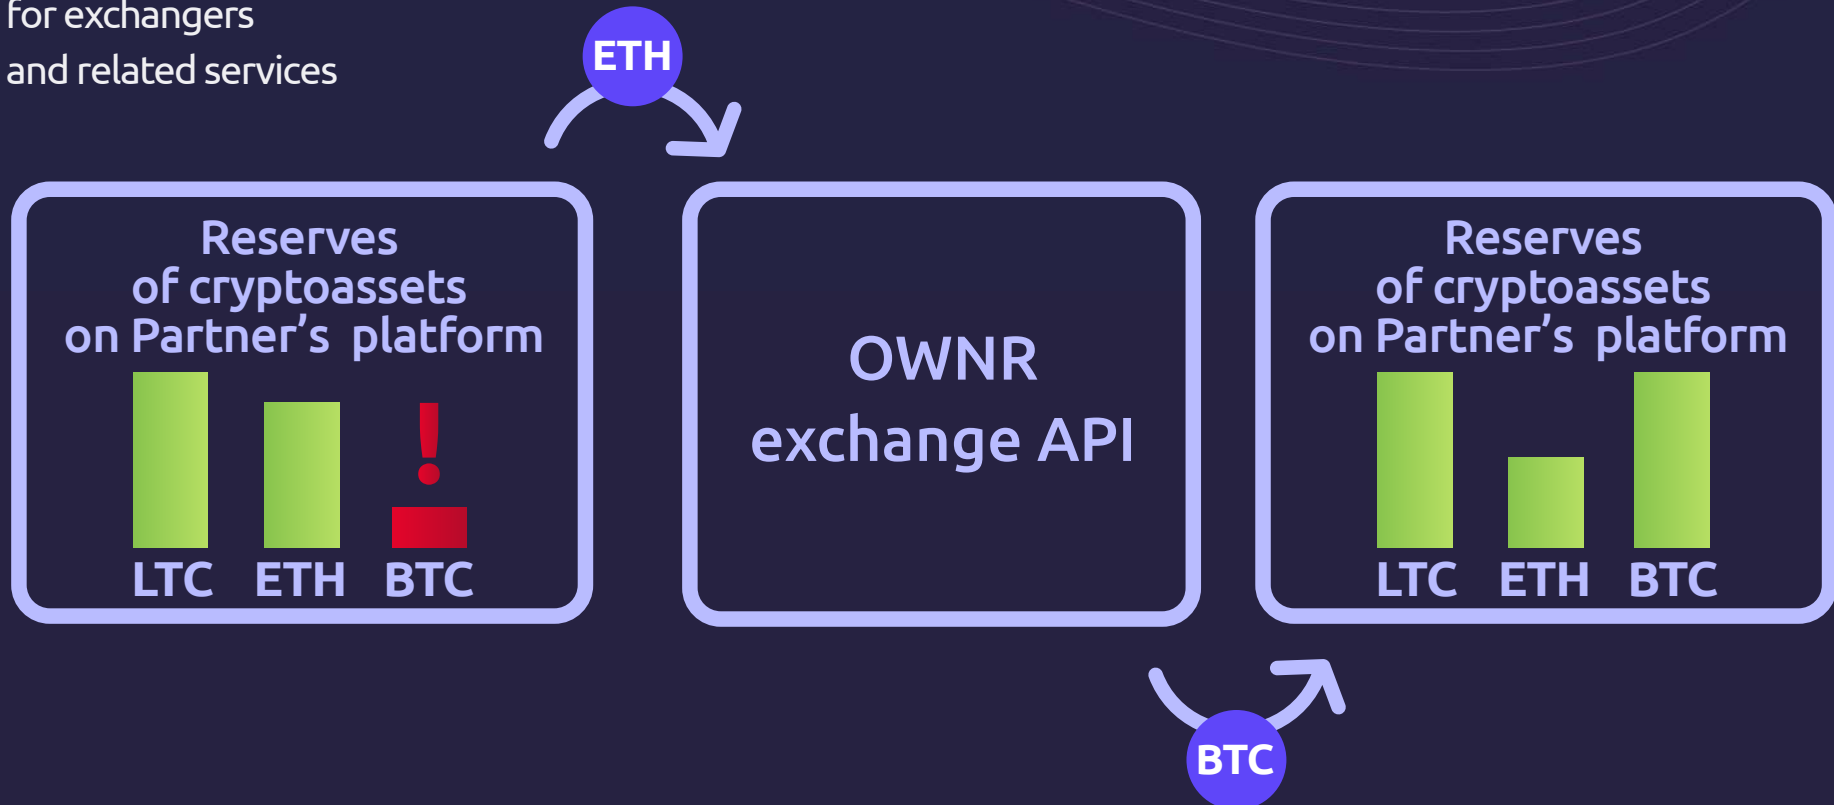 for exchangers
and related services
ETH
Reserves
of cryptoassets
on Partner’s platform
!
LTC ETH BTC
OWNR
exchange API
Reserves
of cryptoassets
on Partner’s platform
LTC ETH BTC
BTC